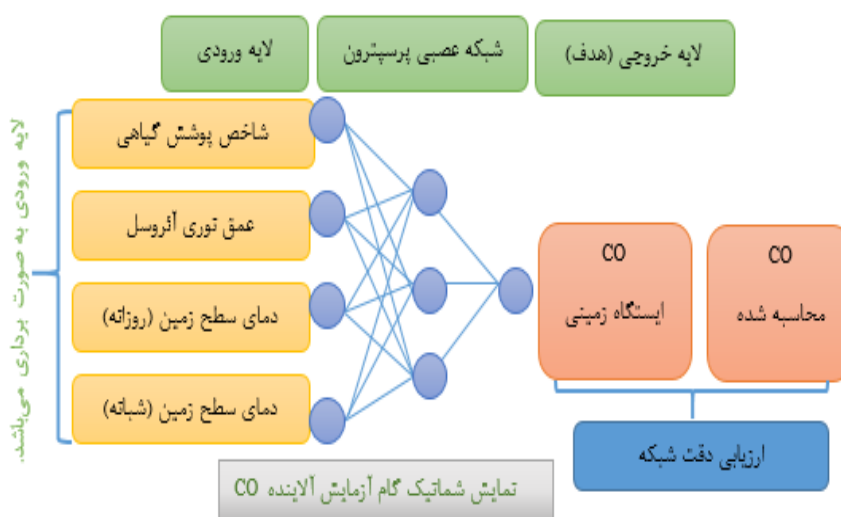 لایه خروجی (هدف)
شبکه عصبی پرسپترون
لایه ورودی
شاخص پوشش گیاهی
عمق توری آئروسل
دمای سطح زمین (روزانه)
دمای سطح زمین (شبانه)
لایه ورودی به صورت برداری می‌باشد.
CO
ایستگاه زمینی
CO
محاسبه شده
ارزیابی دقت شبکه
نمایش شماتیک گام آزمایش آلاینده CO